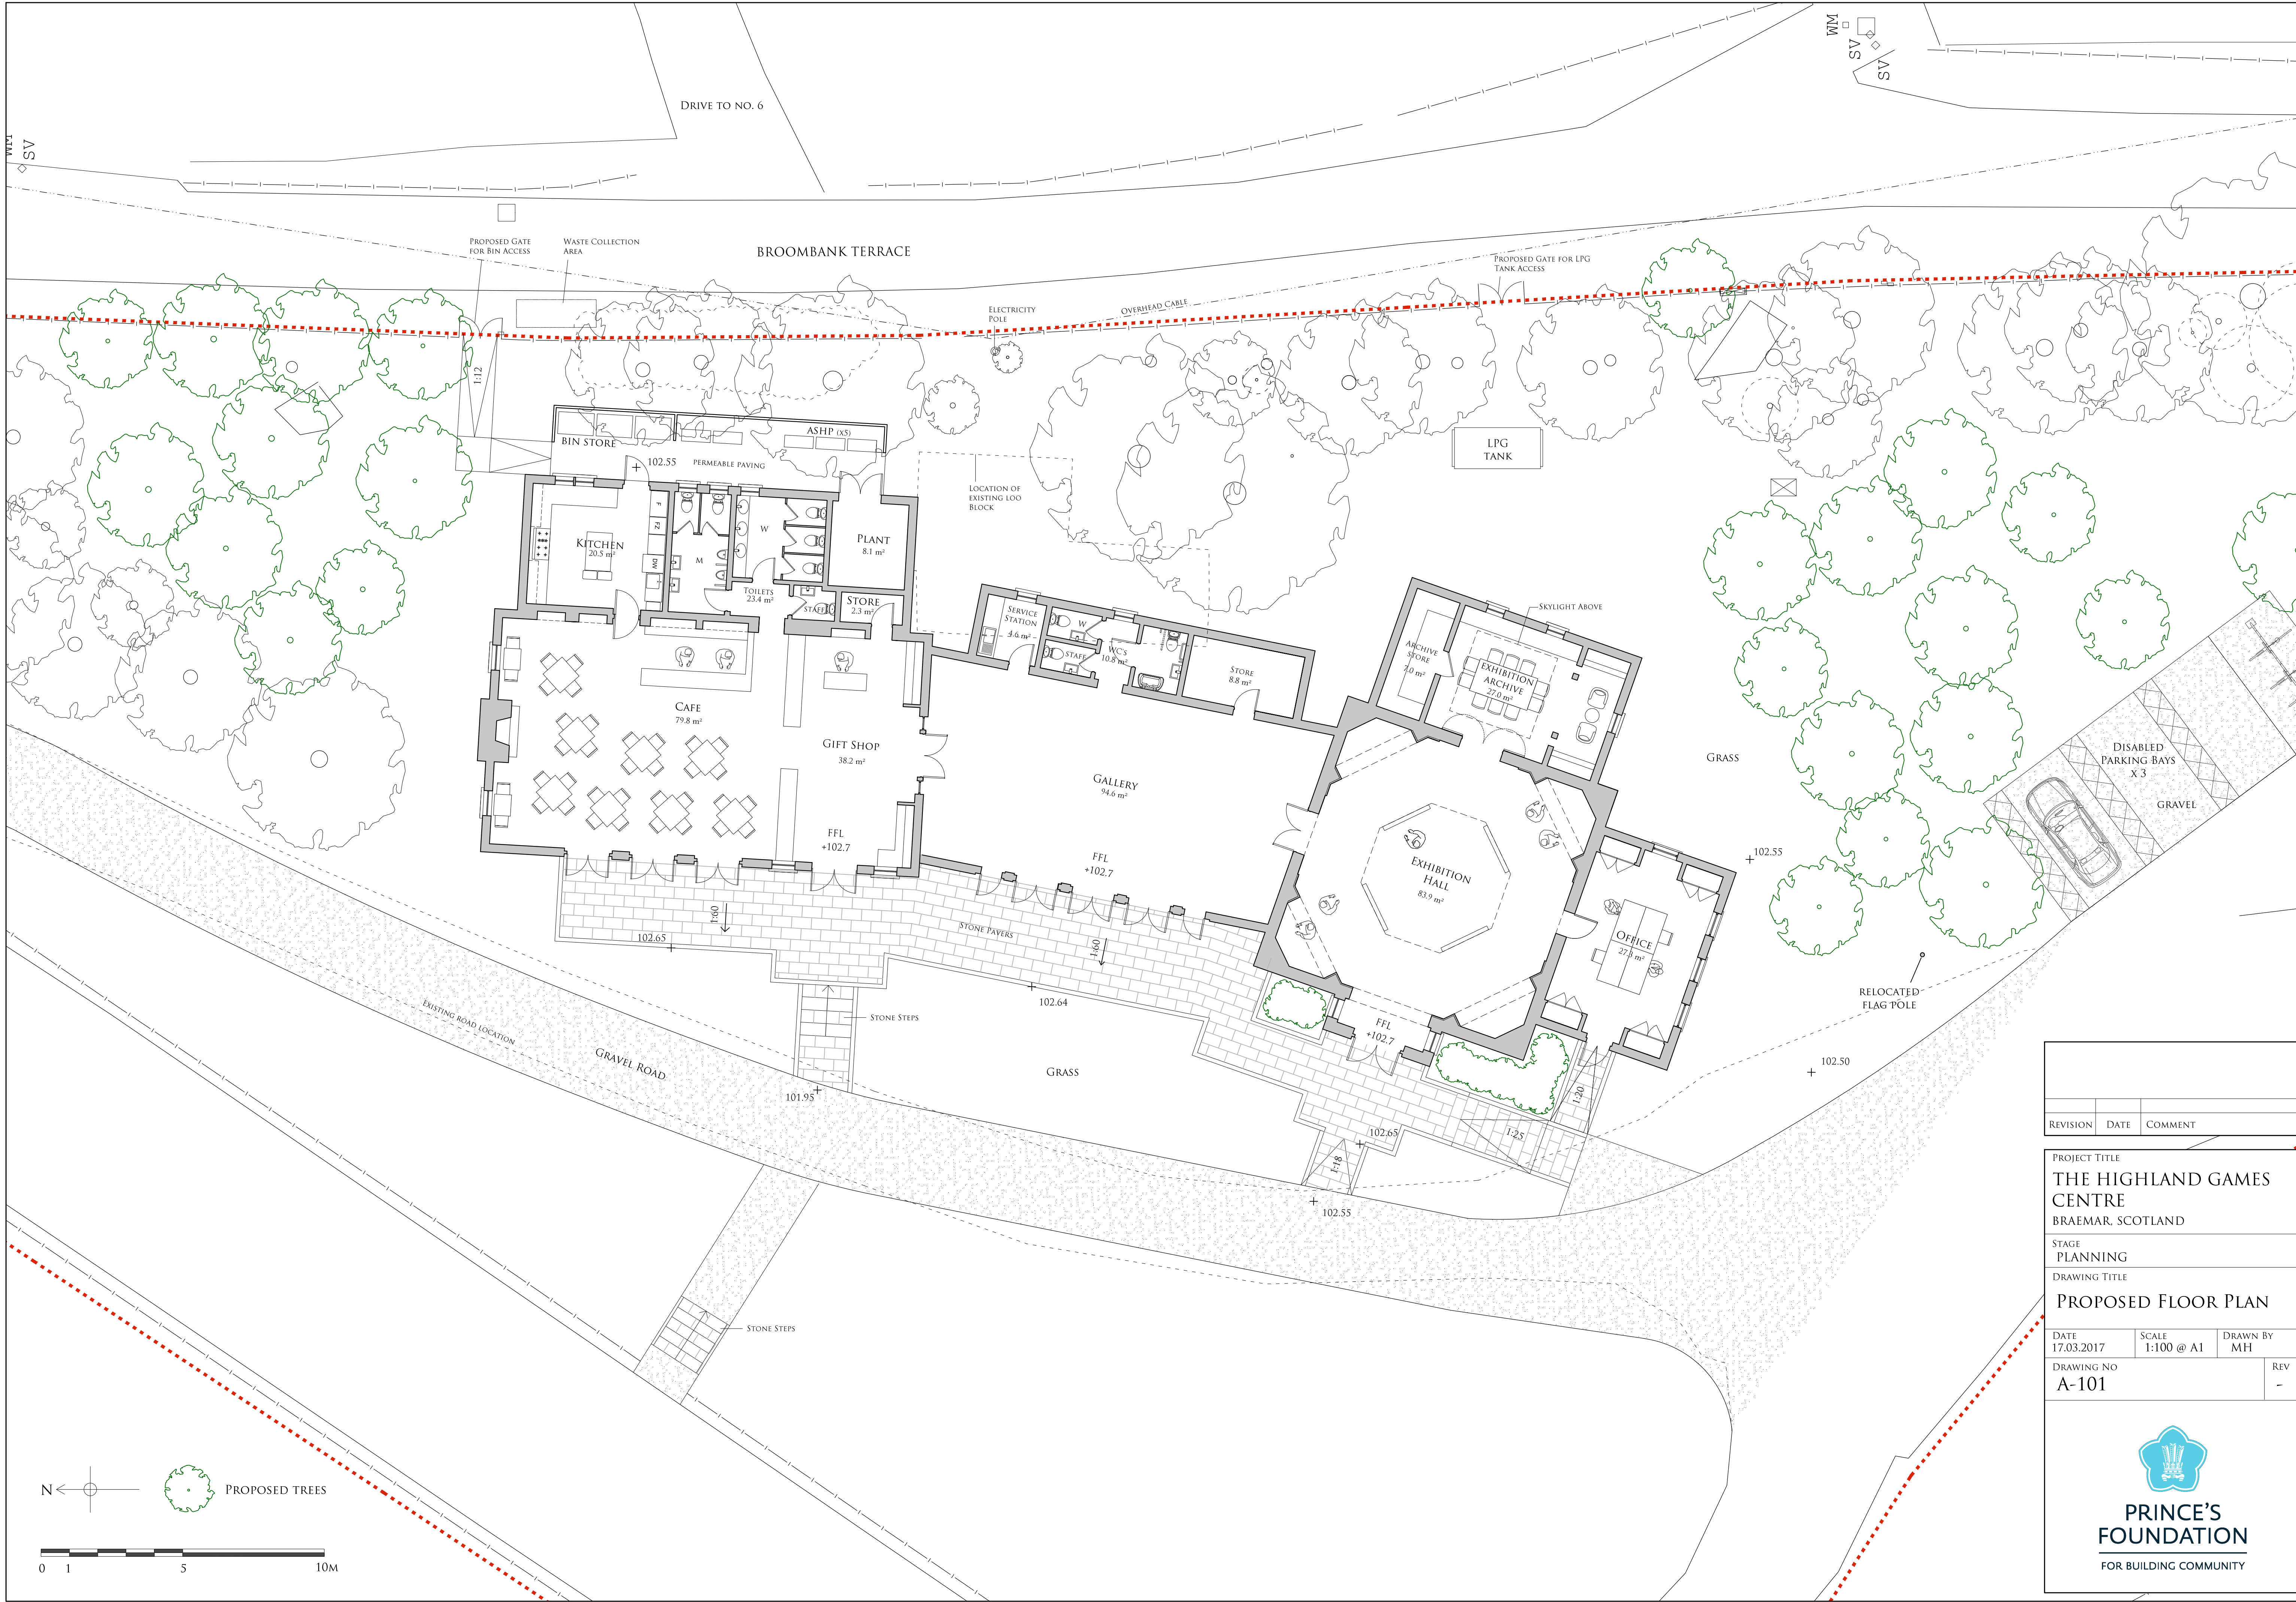 WM
SV
SV
DRIVE TO NO. 6
WM
SV
PROPOSED GATE
FOR BIN ACCESS
WASTE COLLECTION
AREA
BROOMBANK TERRACE
PROPOSED GATE FOR LPG
TANK ACCESS
ELECTRICITY
POLE
OVERHEAD CABLE
1:12
BIN STORE
ASHP (X5)
102.55
PERMEABLE PAVING
LPG
TANK
LOCATION OF
EXISTING LOO
BLOCK
F
FZ
DW
KITCHEN
20.5 m²
M
W
TOILETS
23.4 m²
STAFF
PLANT
8.1 m²
STORE
2.3 m²
SERVICE
STATION
W
STAFF
WC'S
10.8 m²
STORE
8.8 m²
ARCHIVE
STORE
7.0 m²
SKYLIGHT ABOVE
EXHIBITION
ARCHIVE
27.0 m²
CAFE
79.8 m²
GIFT SHOP
38.2 m²
FFL
+102.7
GALLERY
94.6 m²
FFL
+102.7
EXHIBITION
HALL
83.9 m²
GRASS
DISABLED
PARKING BAYS
X 3
GRAVEL
102.55
OFFICE
1:60
102.65
STONE PAVERS
1:60
102.64
FFL
+102.7
RELOCATED
FLAG POLE
102.50
STONE STEPS
EXISTING ROAD LOCATION
GRAVEL ROAD
GRASS
101.95
1:20
1:25
102.65
1:18
102.55
STONE STEPS
N
PROPOSED TREES
0 1 5 10M
REVISION DATE COMMENT
PROJECT TITLE
THE HIGHLAND GAMES
CENTRE
BRAEMAR, SCOTLAND
STAGE
PLANNING
DRAWING TITLE
PROPOSED FLOOR PLAN
DATE SCALE DRAWN BY
17.03.2017 1:100 @ A1 MH
DRAWING NO REV
A-101 -
PRINCE'S
FOUNDATION
FOR BUILDING COMMUNITY